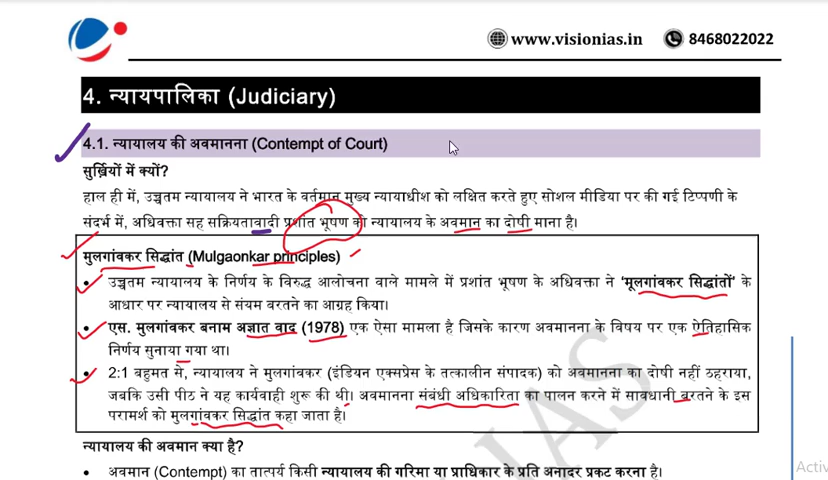 www.visionias.in 8468022022
4. न्यायपालिका (Judiciary)
4.1. न्यायालय की अवमानना (Contempt of Court)
सुर्ख़ियों में क्यों?
हाल ही में, उच्चतम न्यायालय ने भारत के वर्तमान मुख्य न्यायाधीश को लक्षित करते हुए सोशल मीडिया पर की गई टिप्पणी के
संदर्भ में, अधिवक्ता सह सक्रियतावादी प्रशांत भूषण को न्यायालय के अवमान का दोषी माना है।
मुलगांवकर सिद्धांत (Mulgaonkar principles)
• उच्चतम न्यायालय के निर्णय के विरुद्ध आलोचना वाले मामले में प्रशांत भूषण के अधिवक्ता ने 'मूलगांवकर सिद्धांतों' के
आधार पर न्यायालय से संयम बरतने का आग्रह किया।
• एस. मुलगांवकर बनाम अज्ञात वाद (1978) एक ऐसा मामला है जिसके कारण अवमानना के विषय पर एक ऐतिहासिक
निर्णय सुनाया गया था।
• 2:1 बहुमत से, न्यायालय ने मुलगांवकर (इंडियन एक्सप्रेस के तत्कालीन संपादक) को अवमानना का दोषी नहीं ठहराया,
जबकि उसी पीठ ने यह कार्यवाही शुरू की थी। अवमानना संबंधी अधिकारिता का पालन करने में सावधानी बरतने के इस
परामर्श को मुलगांवकर सिद्धांत कहा जाता है।
न्यायालय की अवमान क्या है?
• अवमान (Contempt) का तात्पर्य किसी न्यायालय की गरिमा या प्राधिकार के प्रति अनादर प्रकट करना है।
IAS
Activ